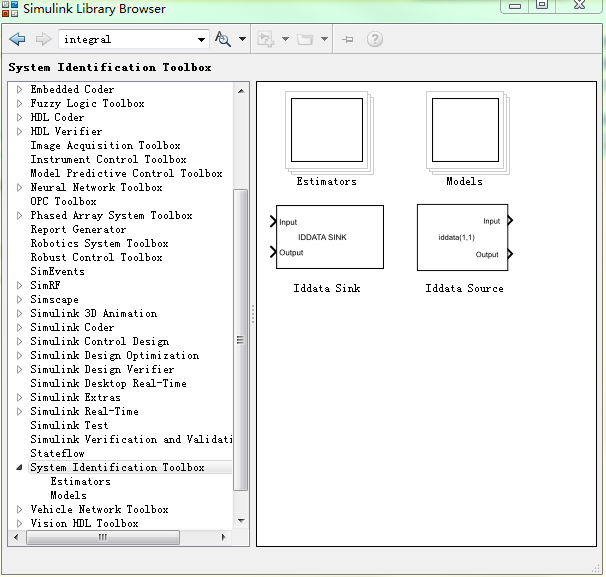 Simulink Library Browser
integral
System Identification Toolbox
Embedded Coder
Fuzzy Logic Toolbox
HDL Coder
HDL Verifier
Image Acquisition Toolbox
Instrument Control Toolbox
Model Predictive Control Toolbox
Neural Network Toolbox
OPC Toolbox
Phased Array System Toolbox
Report Generator
Robotics System Toolbox
Robust Control Toolbox
SimEvents
SimRF
Simscape
Simulink 3D Animation
Simulink Coder
Simulink Control Design
Simulink Design Optimization
Simulink Design Verifier
Simulink Desktop Real-Time
Simulink Extras
Simulink Real-Time
Simulink Test
Simulink Verification and Validati
Stateflow
System Identification Toolbox
Estimators
Models
Vehicle Network Toolbox
Vision HDL Toolbox
Estimators
Models
Input
IDDATA SINK
Output
Iddata Sink
Input
iddata(1,1)
Output
Iddata Source